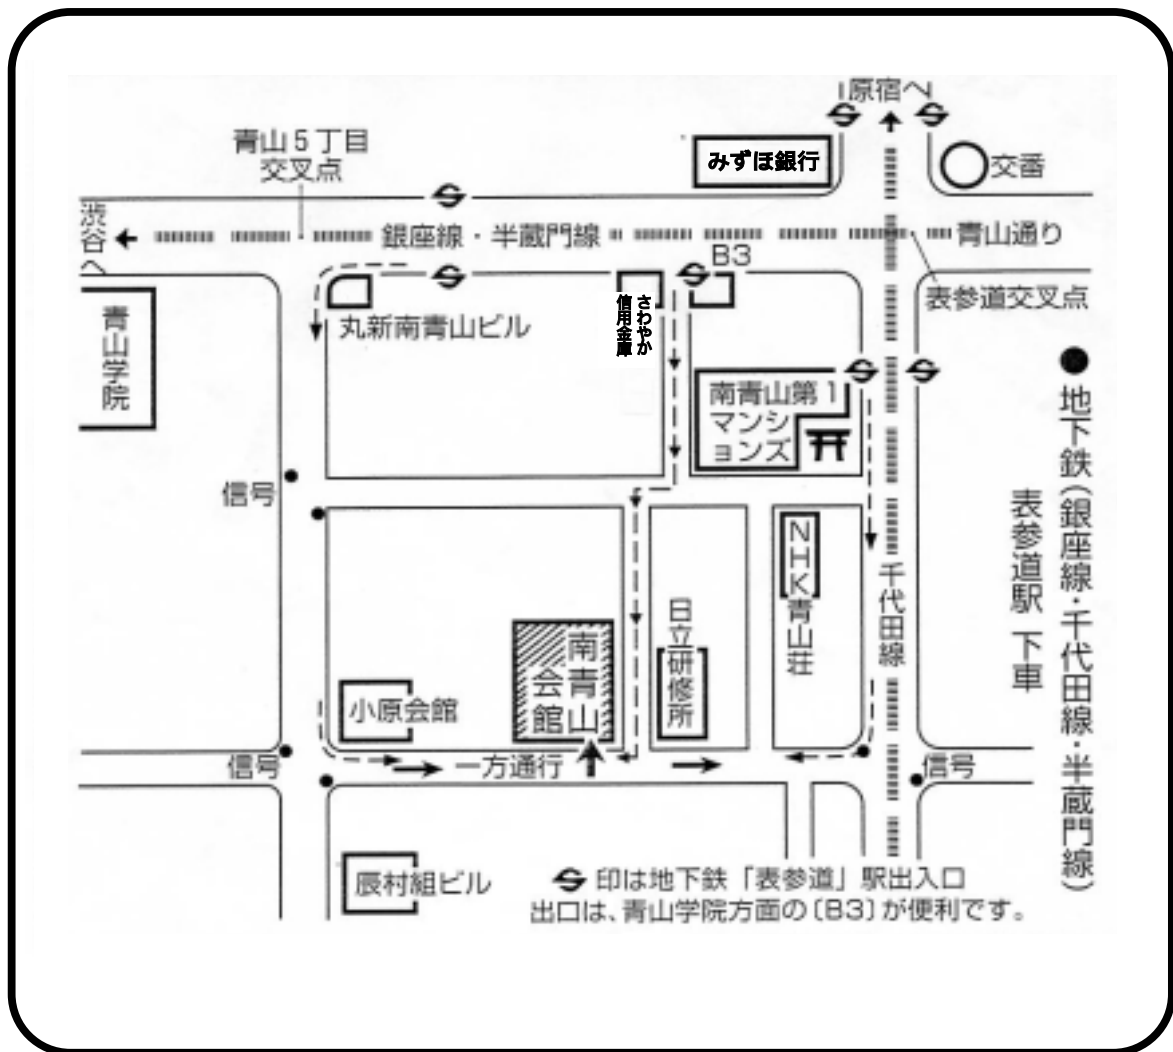 原宿へ
青山5丁目
交叉点
みずほ銀行
交番
渋谷へ
銀座線・半蔵門線
青山通り
B3
表参道交叉点
丸新南青山ビル
さわやか
信用金庫
青山学院
南青山第1
マンシ
ョンズ
信号
NHK青山荘
千代田線
日立研修所
南青山
会館
小原会館
信号
一方通行
信号
辰村組ビル
印は地下鉄「表参道」駅出入口
出口は、青山学院方面の〔B3〕が便利です。
●地下鉄（銀座線・千代田線・半蔵門線）
表参道駅 下車